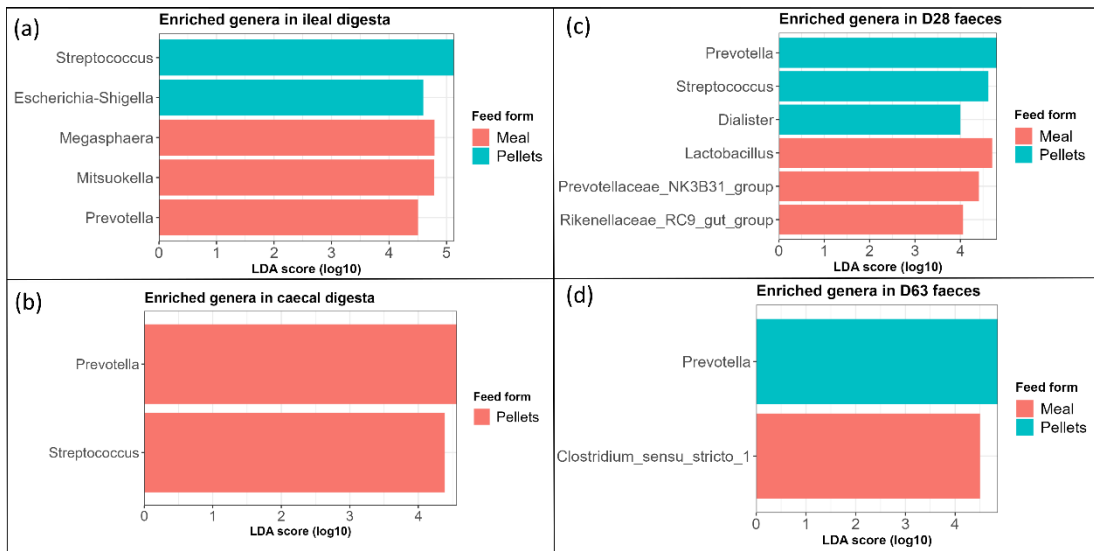 (a)
Enriched genera in ileal digesta
Streptococcus
Escherichia-Shigella
Megasphaera
Mitsuokella
Prevotella
0 1 2 3 4 5
LDA score (log10)
Feed form
Meal
Pellets
(c)
Enriched genera in D28 faeces
Prevotella
Streptococcus
Dialister
Lactobacillus
Prevotellaceae_NK3B31_group
Rikenellaceae_RC9_gut_group
0 1 2 3 4
LDA score (log10)
Feed form
Meal
Pellets
(b)
Enriched genera in caecal digesta
Prevotella
Streptococcus
0 1 2 3 4
LDA score (log10)
Feed form
Pellets
(d)
Enriched genera in D63 faeces
Prevotella
Clostridium_sensu_stricto_1
0 1 2 3 4
LDA score (log10)
Feed form
Meal
Pellets